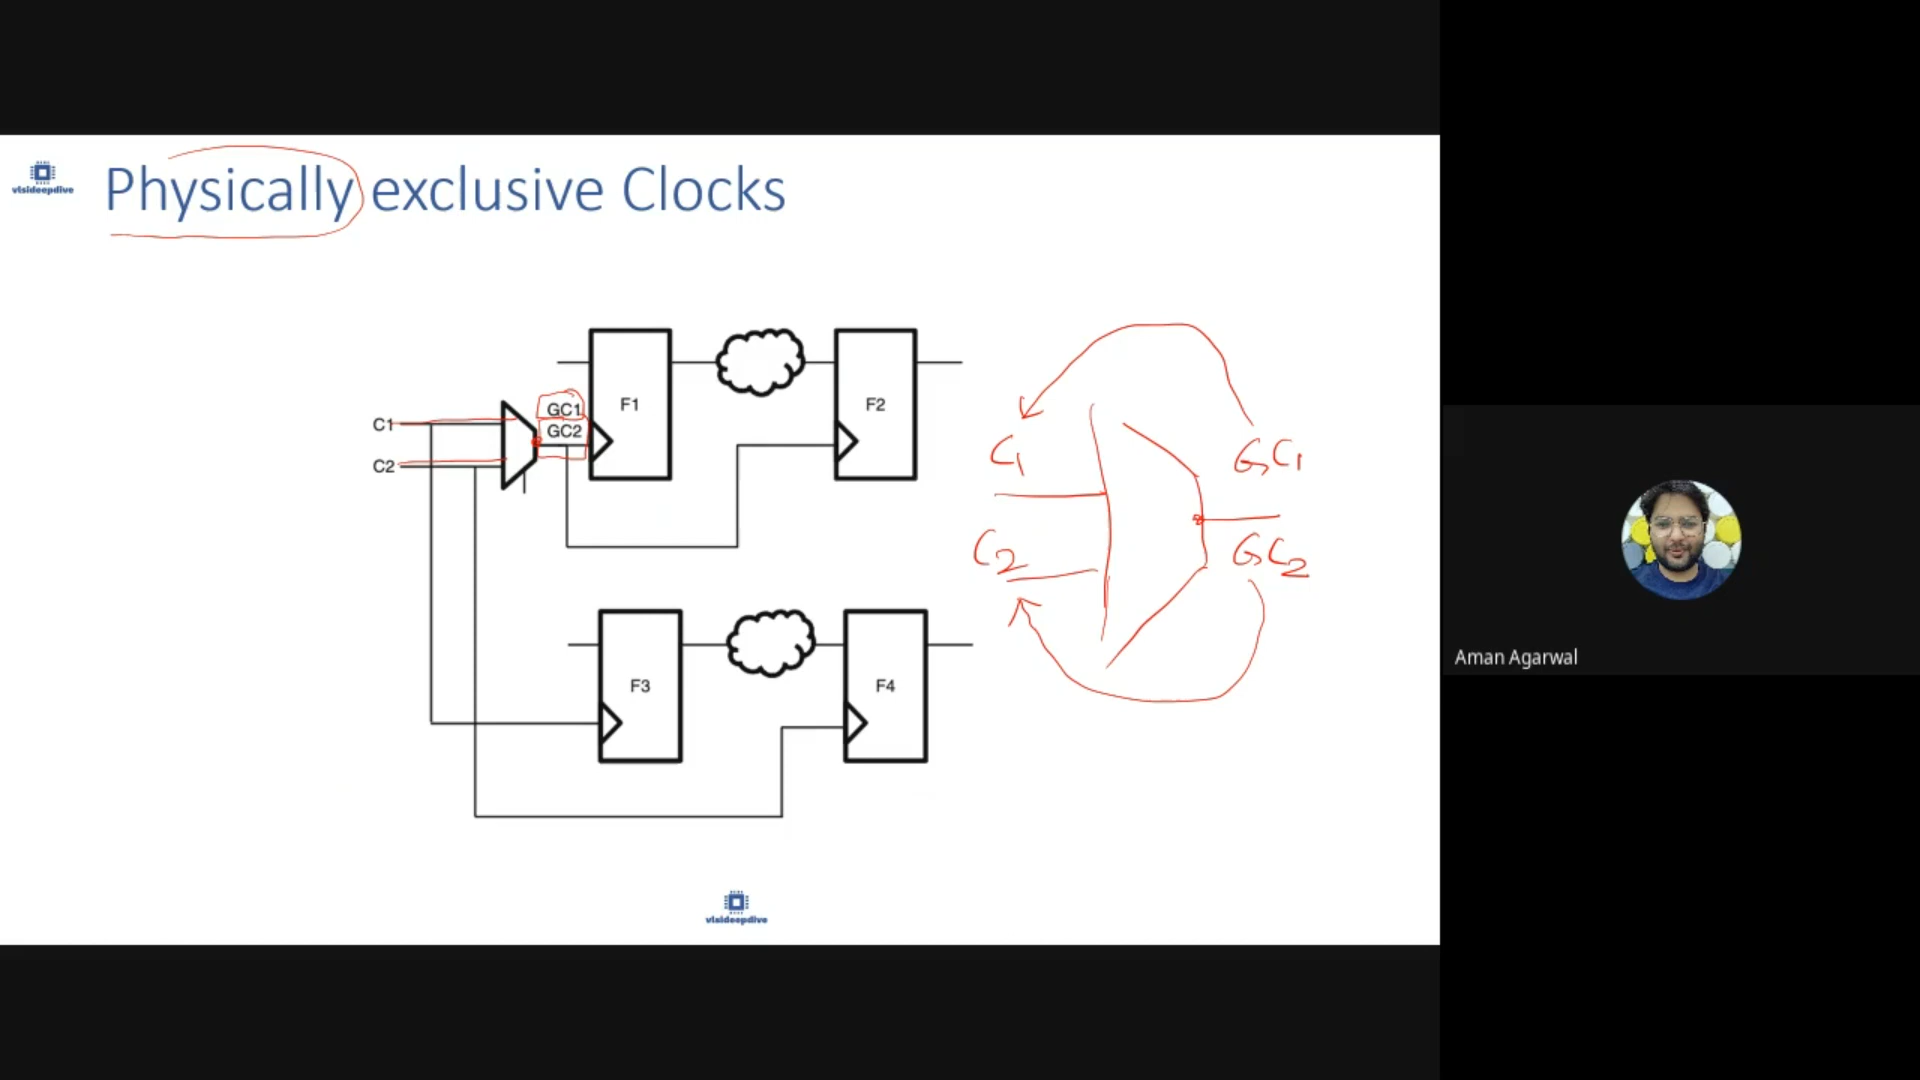 vlsideepdive
Physically exclusive Clocks
C1
C2
GC1
GC2
F1
F2
F3
F4
C1
C2
GC1
GC2
vlsideepdive
Aman Agarwal